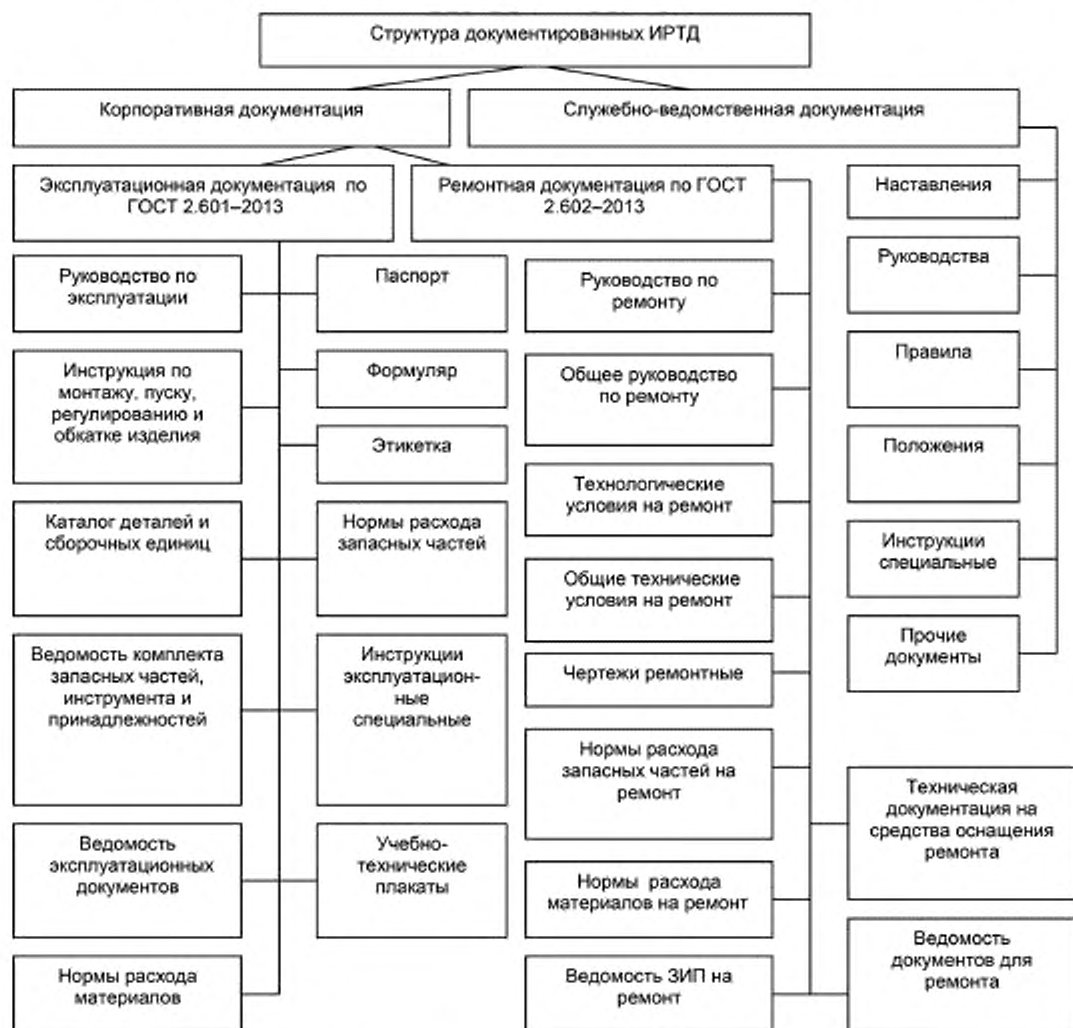 Структура документированных ИРТД
Корпоративная документация
Служебно-ведомственная документация
Эксплуатационная документация по
ГОСТ 2.601–2013
Ремонтная документация по ГОСТ
2.602–2013
Руководство по
эксплуатации
Инструкция по
монтажу, пуску,
регулированию и
обкатке изделия
Каталог деталей и
сборочных единиц
Ведомость комплекта
запасных частей,
инструмента и
принадлежностей
Ведомость
эксплуатационных
документов
Нормы расхода
материалов
Паспорт
Формуляр
Этикетка
Нормы расхода
запасных частей
Инструкции
эксплуатацион-
ные
специальные
Учебно-
технические
плакаты
Руководство по
ремонту
Общее руководство
по ремонту
Технологические
условия на ремонт
Общие технические
условия на ремонт
Чертежи ремонтные
Нормы расхода
запасных частей на
ремонт
Нормы расхода
материалов на ремонт
Ведомость ЗИП на
ремонт
Наставления
Руководства
Правила
Положения
Инструкции
специальные
Прочие
документы
Техническая
документация на
средства оснащения
ремонта
Ведомость
документов для
ремонта